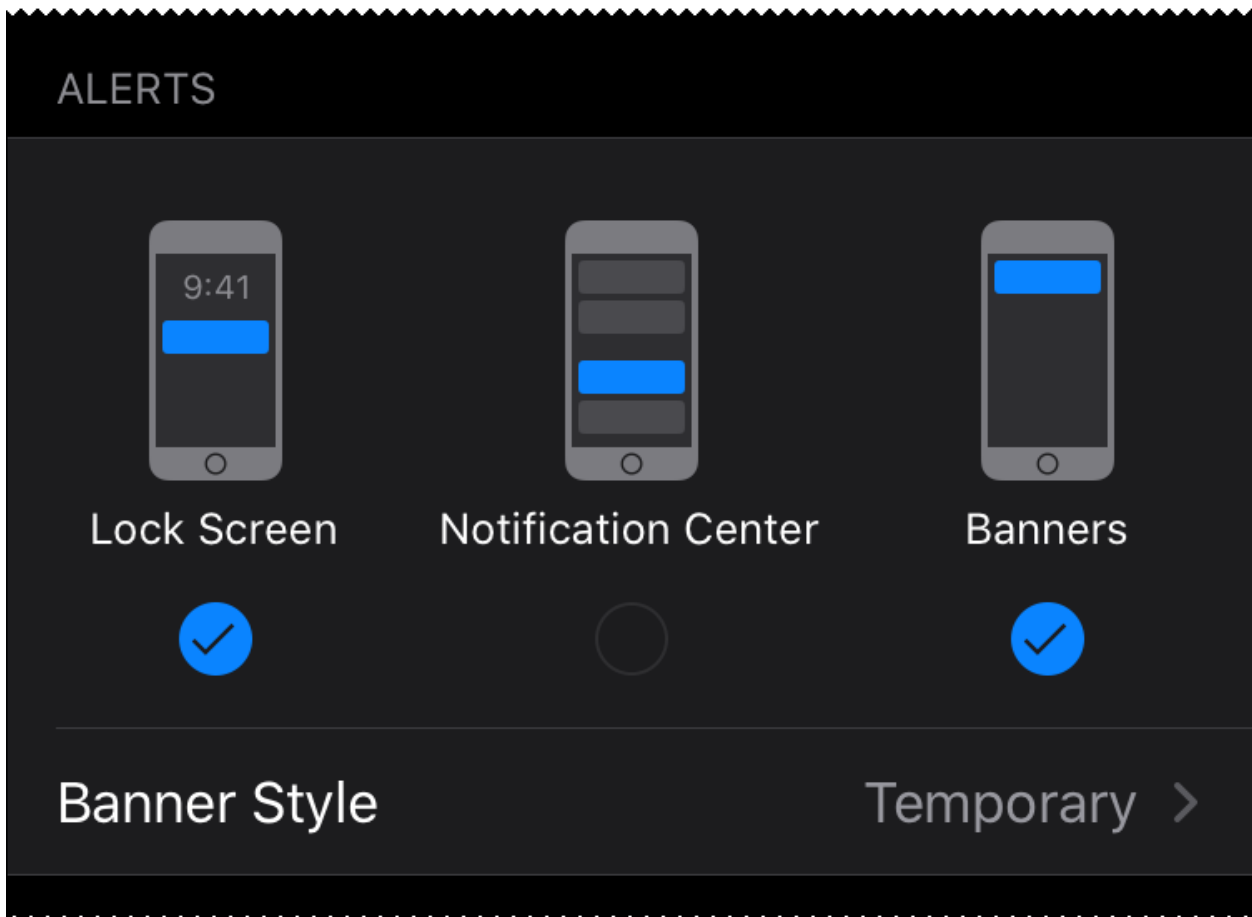 ALERTS
9:41
Lock Screen
Notification Center
Banners
Banner Style
Temporary